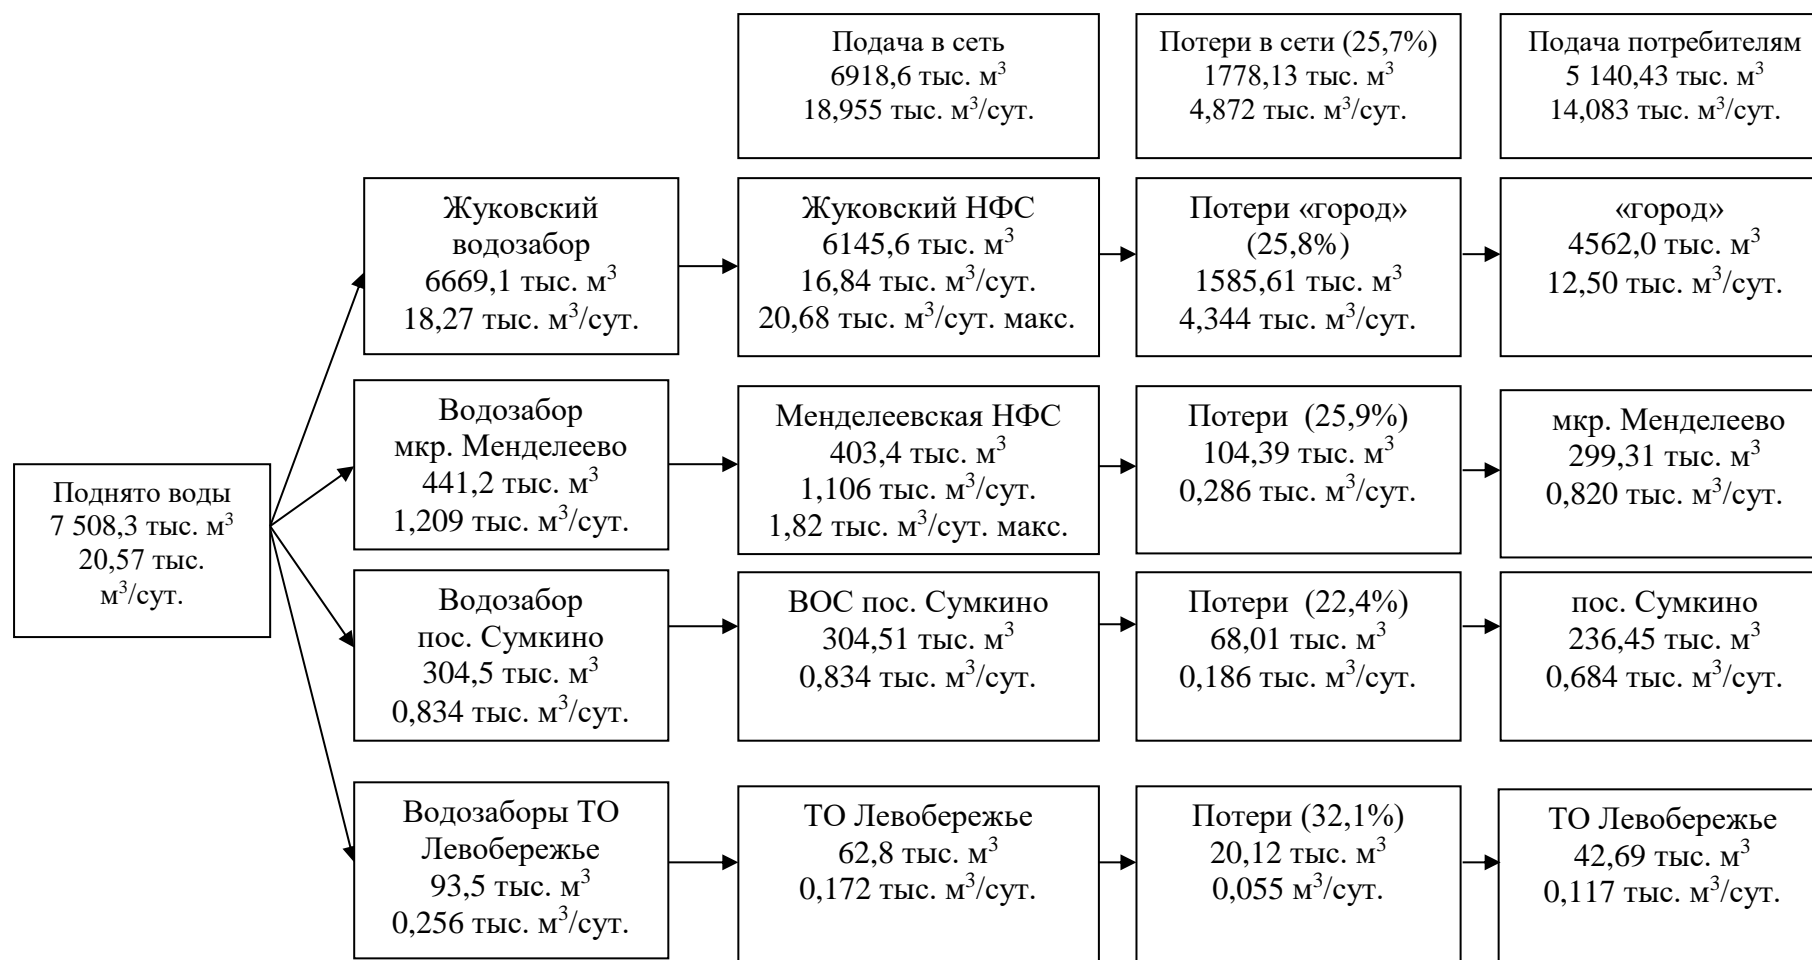 Подача в сеть
6918,6 тыс. м³
18,955 тыс. м³/сут.
Потери в сети (25,7%)
1778,13 тыс. м³
4,872 тыс. м³/сут.
Подача потребителям
5 140,43 тыс. м³
14,083 тыс. м³/сут.
Жуковский
водозабор
6669,1 тыс. м³
18,27 тыс. м³/сут.
Жуковский НФС
6145,6 тыс. м³
16,84 тыс. м³/сут.
20,68 тыс. м³/сут. макс.
Потери «город»
(25,8%)
1585,61 тыс. м³
4,344 тыс. м³/сут.
«город»
4562,0 тыс. м³
12,50 тыс. м³/сут.
Водозабор
мкр. Менделеево
441,2 тыс. м³
1,209 тыс. м³/сут.
Менделеевская НФС
403,4 тыс. м³
1,106 тыс. м³/сут.
1,82 тыс. м³/сут. макс.
Потери  (25,9%)
104,39 тыс. м³
0,286 тыс. м³/сут.
мкр. Менделеево
299,31 тыс. м³
0,820 тыс. м³/сут.
Поднято воды
7 508,3 тыс. м³
20,57 тыс.
м³/сут.
Водозабор
пос. Сумкино
304,5 тыс. м³
0,834 тыс. м³/сут.
ВОС пос. Сумкино
304,51 тыс. м³
0,834 тыс. м³/сут.
Потери  (22,4%)
68,01 тыс. м³
0,186 тыс. м³/сут.
пос. Сумкино
236,45 тыс. м³
0,684 тыс. м³/сут.
Водозаборы ТО
Левобережье
93,5 тыс. м³
0,256 тыс. м³/сут.
ТО Левобережье
62,8 тыс. м³
0,172 тыс. м³/сут.
Потери (32,1%)
20,12 тыс. м³
0,055 м³/сут.
ТО Левобережье
42,69 тыс. м³
0,117 тыс. м³/сут.